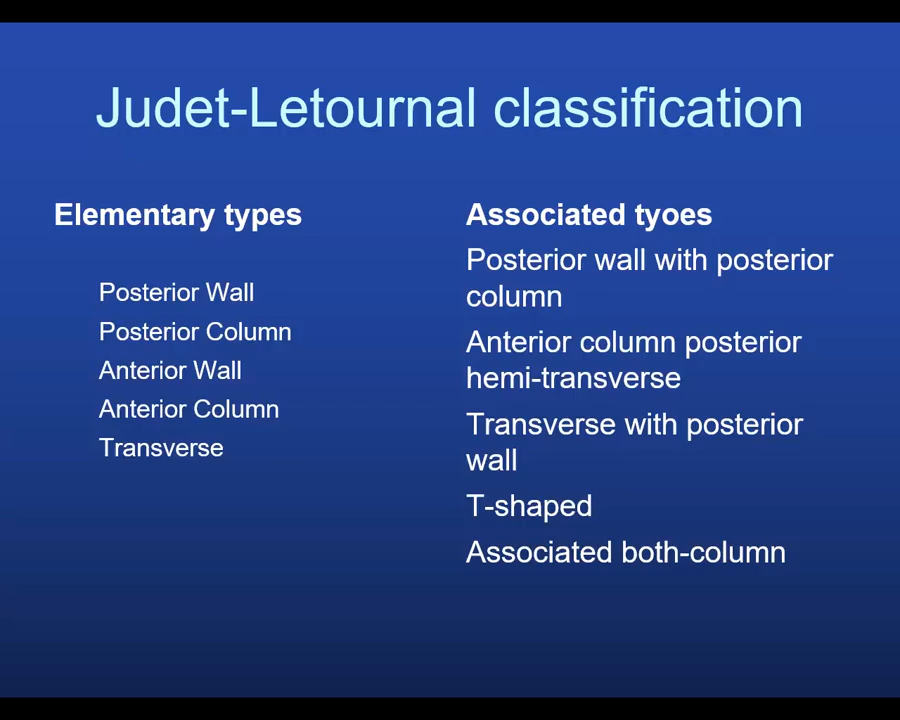 Judet-Letournal classification
Elementary types
Posterior Wall
Posterior Column
Anterior Wall
Anterior Column
Transverse
Associated tyoes
Posterior wall with posterior
column
Anterior column posterior
hemi-transverse
Transverse with posterior
wall
T-shaped
Associated both-column